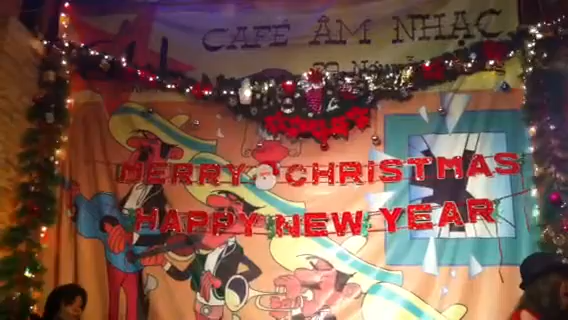 CAFÉ ÂM NHẠC
MERRY CHRISTMAS
HAPPY NEW YEAR